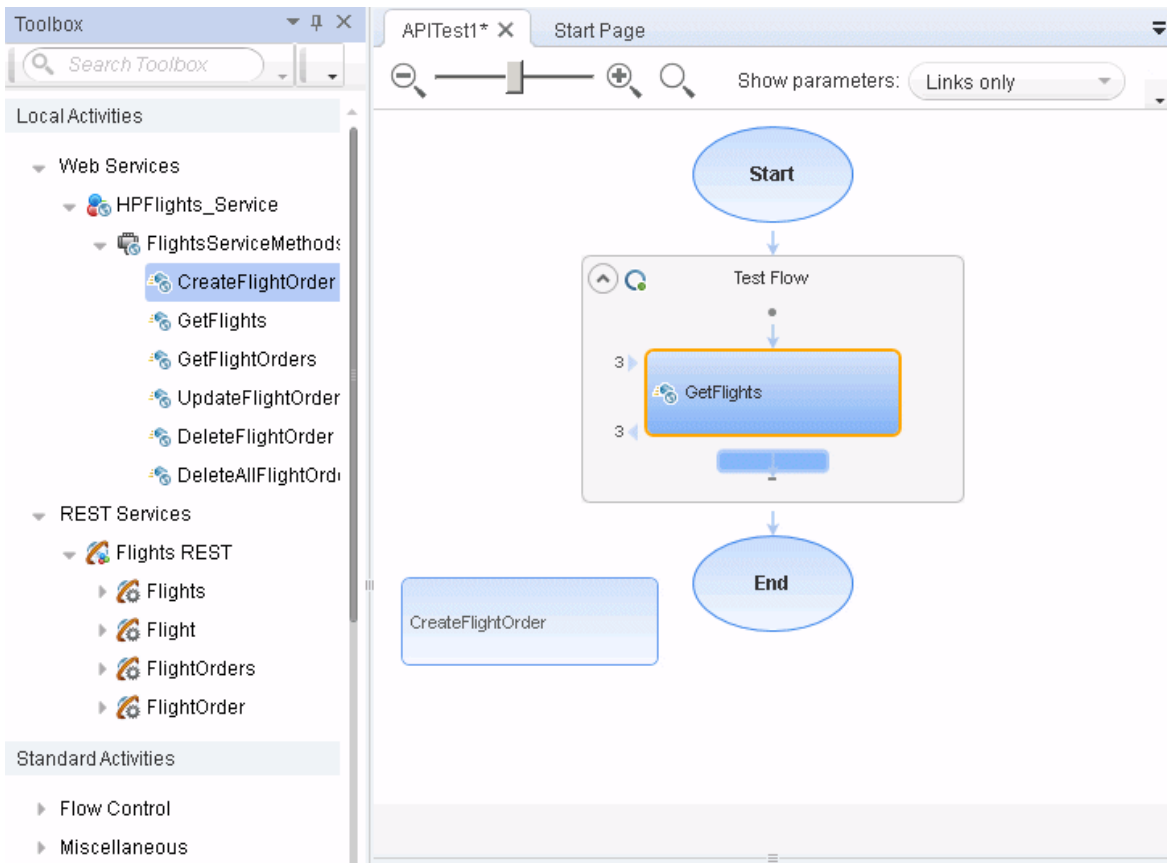 Toolbox
Search Toolbox
Local Activities
Web Services
HPFlights_Service
FlightsServiceMethods
CreateFlightOrder
GetFlights
GetFlightOrders
UpdateFlightOrder
DeleteFlightOrder
DeleteAllFlightOrde
REST Services
Flights REST
Flights
Flight
FlightOrders
FlightOrder
Standard Activities
Flow Control
Miscellaneous
APITest1*
Start Page
Show parameters: Links only
Start
Test Flow
3
GetFlights
3
End
CreateFlightOrder